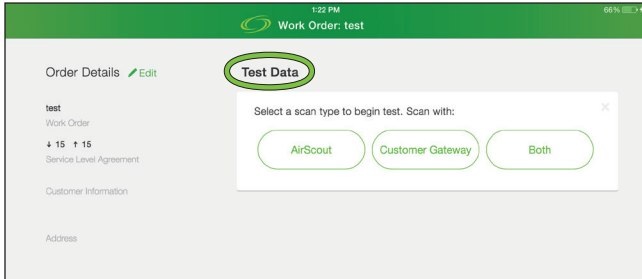 1:22 PM
66%
Work Order: test
Order Details Edit
test
Work Order
↓ 15 ↑ 15
Service Level Agreement
Customer Information
Address
Test Data
Select a scan type to begin test. Scan with:
AirScout
Customer Gateway
Both